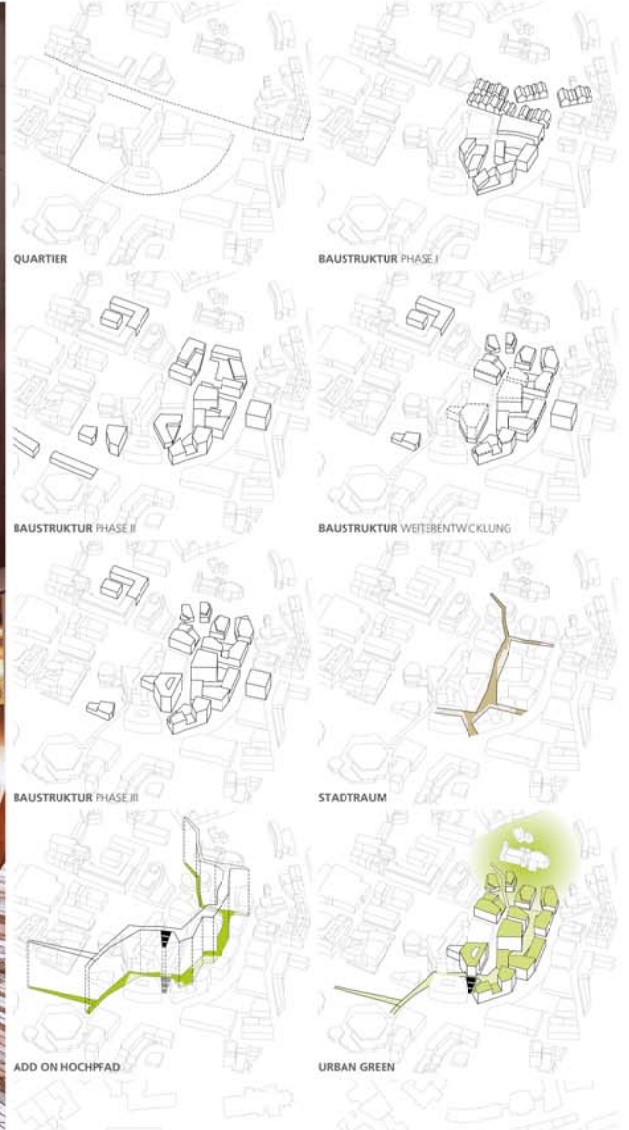 QUARTIER
BAUSTRUKTUR PHASE I
BAUSTRUKTUR PHASE II
BAUSTRUKTUR WEITERENTWICKLUNG
BAUSTRUKTUR PHASE III
STADTRAUM
ADD ON HOCHPFAD
URBAN GREEN